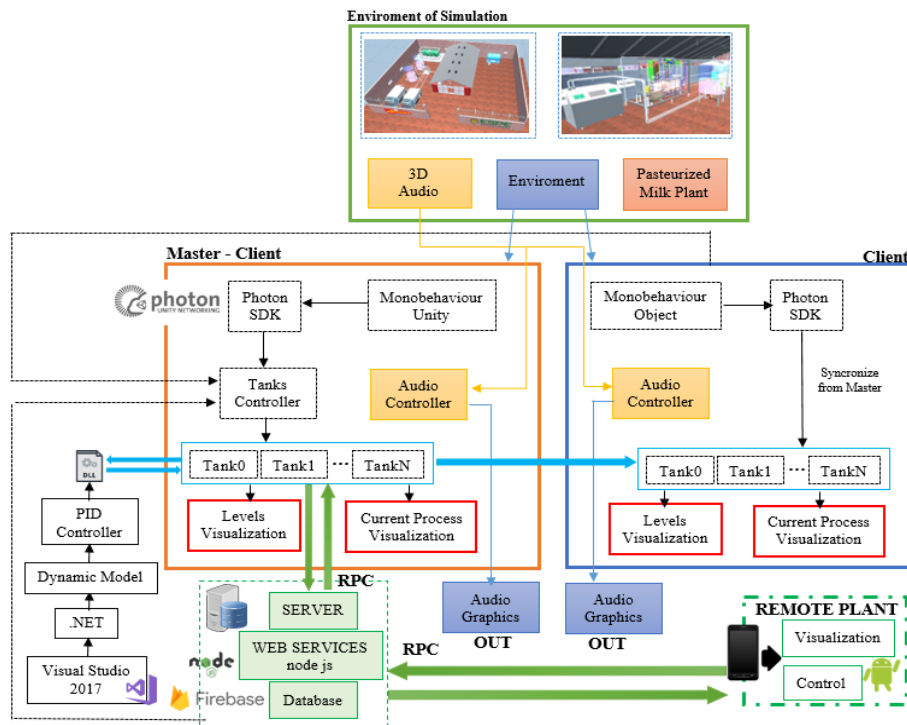 Enviroment of Simulation
3D
Audio
Enviroment
Pasteurized
Milk Plant
Master - Client
Client
photon
UNITY NETWORKING
Photon
SDK
Monobehaviour
Unity
Monobehaviour
Object
Photon
SDK
Tanks
Controller
Audio
Controller
Audio
Controller
Syncronize
from Master
DLL
Tank0
Tank1
TankN
Tank0
Tank1
TankN
PID
Controller
Levels
Visualization
Current Process
Visualization
Levels
Visualization
Current Process
Visualization
Dynamic Model
RPC
.NET
Visual Studio
2017
SERVER
WEB SERVICES
node js
Database
node
JS
Firebase
Audio
Graphics
OUT
Audio
Graphics
OUT
RPC
REMOTE PLANT
Visualization
Control